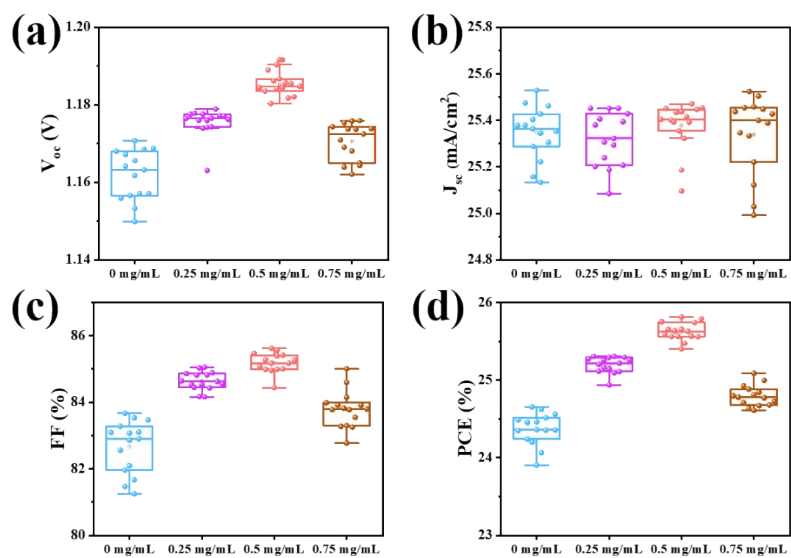 (a)
1.20
1.18
1.16
1.14
V_oc (V)
0 mg/mL 0.25 mg/mL 0.5 mg/mL 0.75 mg/mL
(b)
25.8
25.6
25.4
25.2
25.0
24.8
J_sc (mA/cm²)
0 mg/mL 0.25 mg/mL 0.5 mg/mL 0.75 mg/mL
(c)
86
84
82
80
FF (%)
0 mg/mL 0.25 mg/mL 0.5 mg/mL 0.75 mg/mL
(d)
26
25
24
23
PCE (%)
0 mg/mL 0.25 mg/mL 0.5 mg/mL 0.75 mg/mL